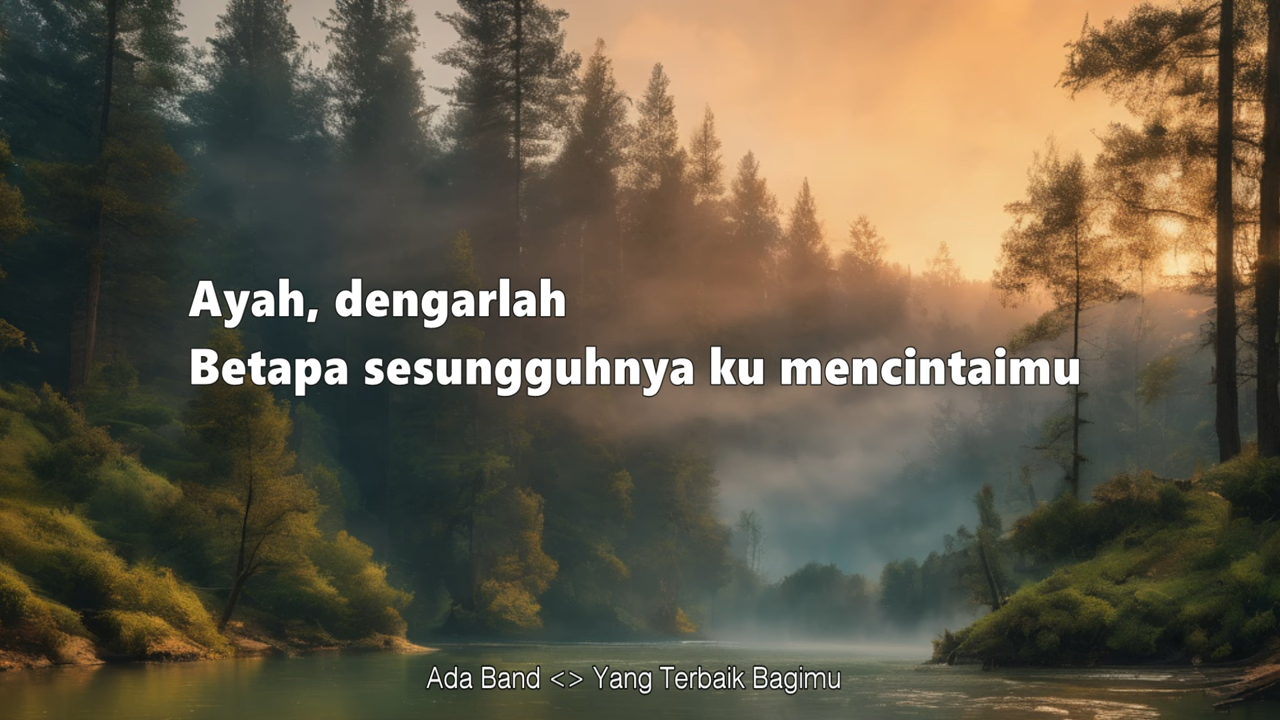 Ayah, dengarlah
Betapa sesungguhnya ku mencintaimu
Ada Band <> Yang Terbaik Bagimu